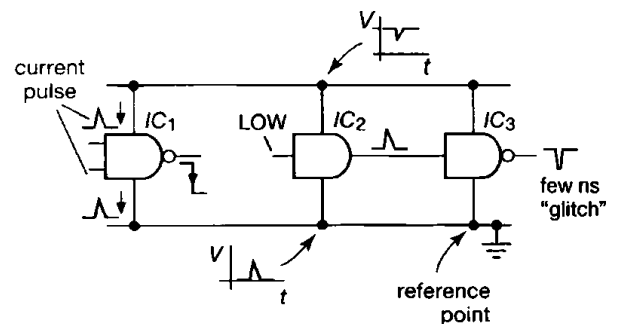 V
t
current
pulse
IC1
LOW
IC2
IC3
few ns
"glitch"
V
t
reference
point